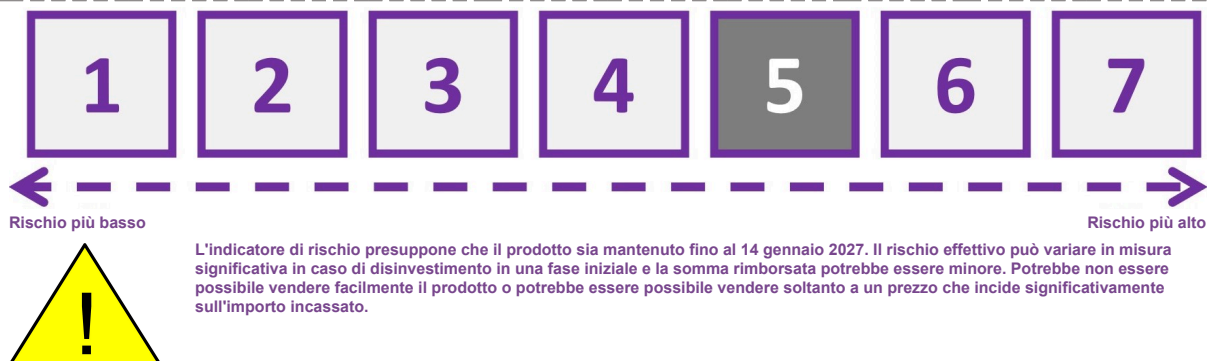 1 2 3 4 5 6 7
Rischio più basso Rischio più alto
L'indicatore di rischio presuppone che il prodotto sia mantenuto fino al 14 gennaio 2027. Il rischio effettivo può variare in misura
significativa in caso di disinvestimento in una fase iniziale e la somma rimborsata potrebbe essere minore. Potrebbe non essere
possibile vendere facilmente il prodotto o potrebbe essere possibile vendere soltanto a un prezzo che incide significativamente
sull'importo incassato.
!